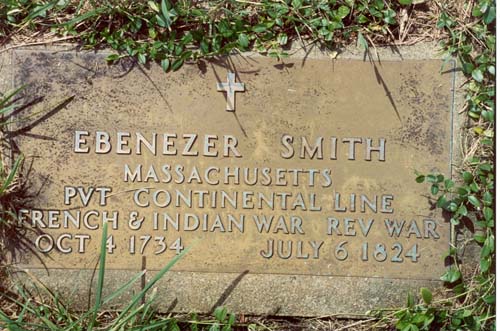 EBENEZER SMITH
MASSACHUSETTS
PVT CONTINENTAL LINE
FRENCH & INDIAN WAR REV WAR
OCT 4 1734 JULY 6 1824